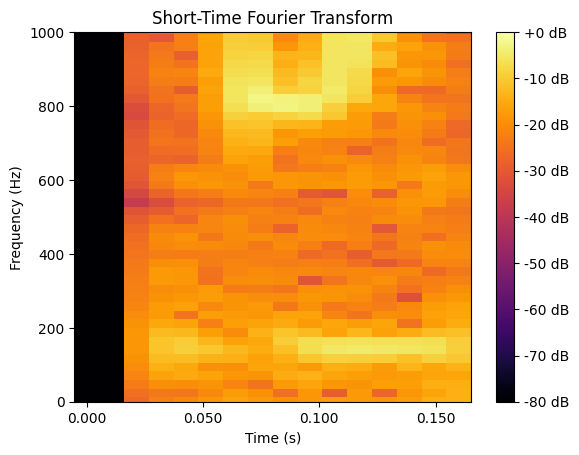 Short-Time Fourier Transform
1000
800
600
400
200
0
Frequency (Hz)
0.000
0.050
0.100
0.150
Time (s)
+0 dB
-10 dB
-20 dB
-30 dB
-40 dB
-50 dB
-60 dB
-70 dB
-80 dB